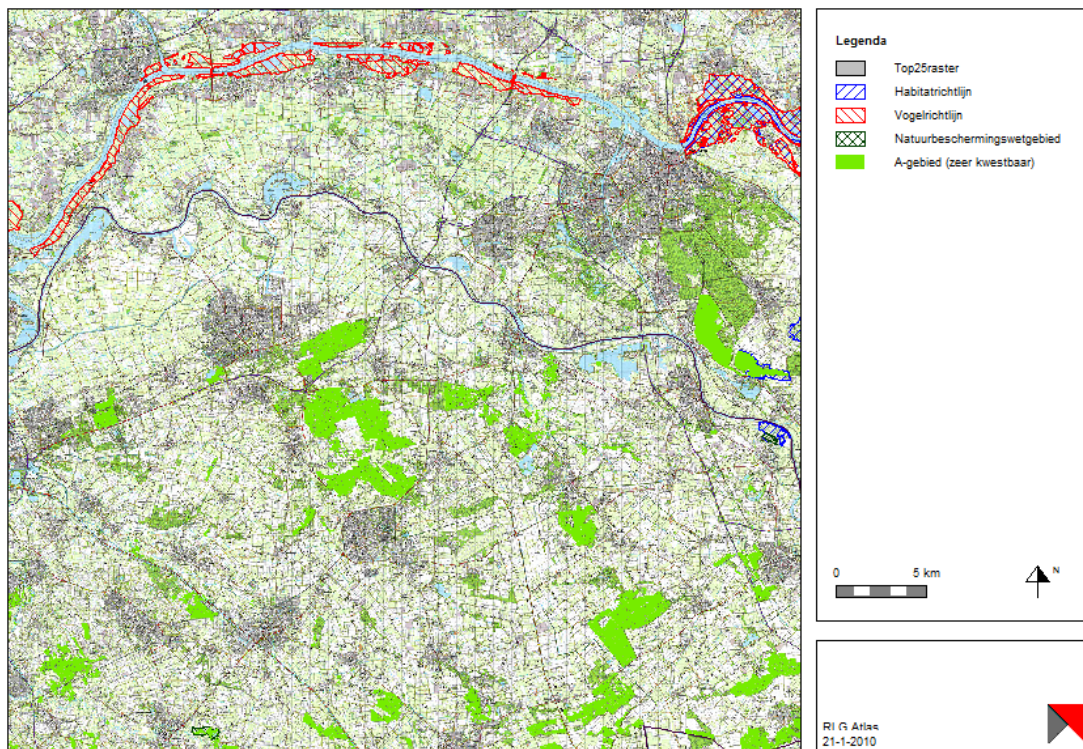 Legenda
Top25raster
Habitatrichtlijn
Vogelrichtlijn
Natuurbeschermingswetgebied
A-gebied (zeer kwestbaar)
0 5 km
N
RLG Atlas
21-1-2010